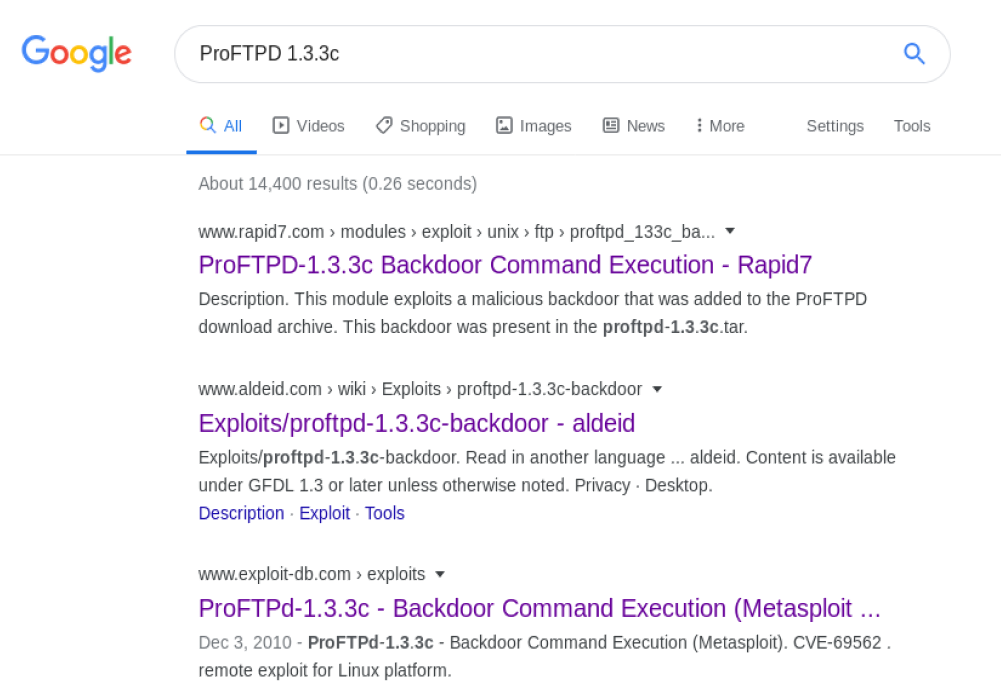 Google
ProFTPD 1.3.3c
All Videos Shopping Images News More Settings Tools
About 14,400 results (0.26 seconds)
www.rapid7.com › modules › exploit › unix › ftp › proftpd_133c_ba...
ProFTPD-1.3.3c Backdoor Command Execution - Rapid7
Description. This module exploits a malicious backdoor that was added to the ProFTPD
download archive. This backdoor was present in the proftpd-1.3.3c.tar.
www.aldeid.com › wiki › Exploits › proftpd-1.3.3c-backdoor
Exploits/proftpd-1.3.3c-backdoor - aldeid
Exploits/proftpd-1.3.3c-backdoor. Read in another language ... aldeid. Content is available
under GFDL 1.3 or later unless otherwise noted. Privacy · Desktop.
Description · Exploit · Tools
www.exploit-db.com › exploits
ProFTPd-1.3.3c - Backdoor Command Execution (Metasploit ...
Dec 3, 2010 - ProFTPd-1.3.3c - Backdoor Command Execution (Metasploit). CVE-69562 .
remote exploit for Linux platform.